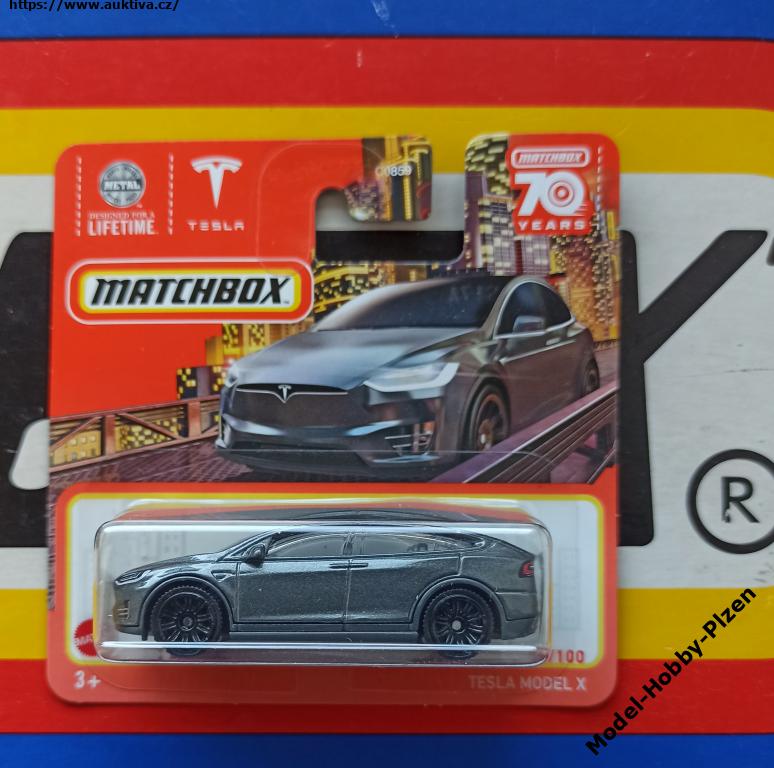 https://www.auktiva.cz/
METAL
DESIGNED FOR A
LIFETIME
TESLA
C0859
MATCHBOX
70
YEARS
MATCHBOX
/100
3+
TESLA MODEL X
®
Model-Hobby-Plzen